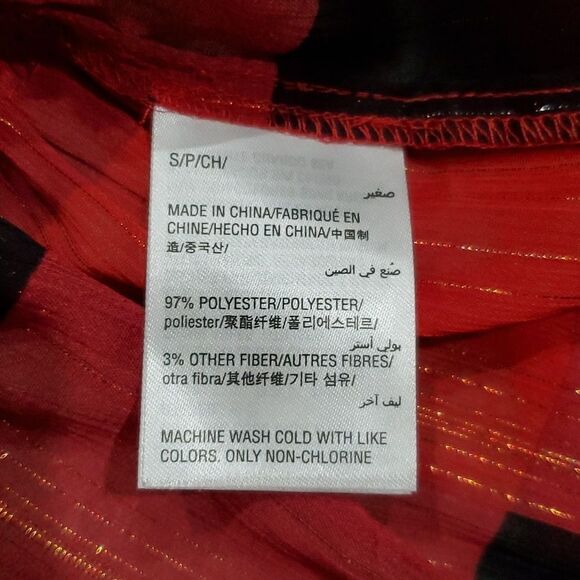 S/P/CH/
صغير
MADE IN CHINA/FABRIQUÉ EN
CHINE/HECHO EN CHINA/中国制
造/중국산/
صُنع في الصين
97% POLYESTER/POLYESTER/
poliester/聚酯纤维/폴리에스테르/
بولي أستر
3% OTHER FIBER/AUTRES FIBRES/
otra fibra/其他纤维/기타 섬유/
ليف آخر
MACHINE WASH COLD WITH LIKE
COLORS. ONLY NON-CHLORINE